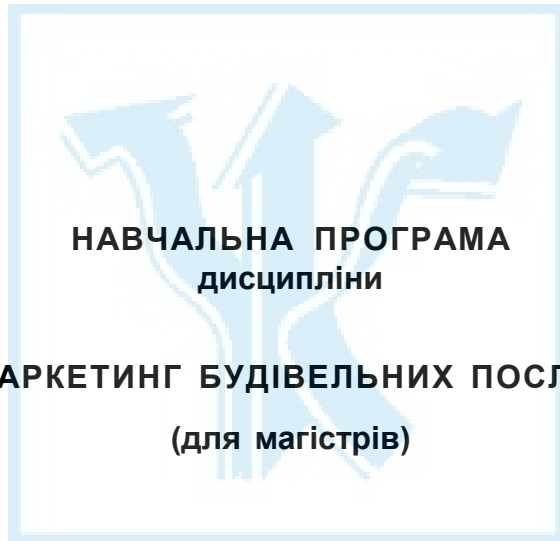 НАВЧАЛЬНА ПРОГРАМА
дисципліни
АРКЕТИНГ БУДІВЕЛЬНИХ ПОСЛ
(для магістрів)